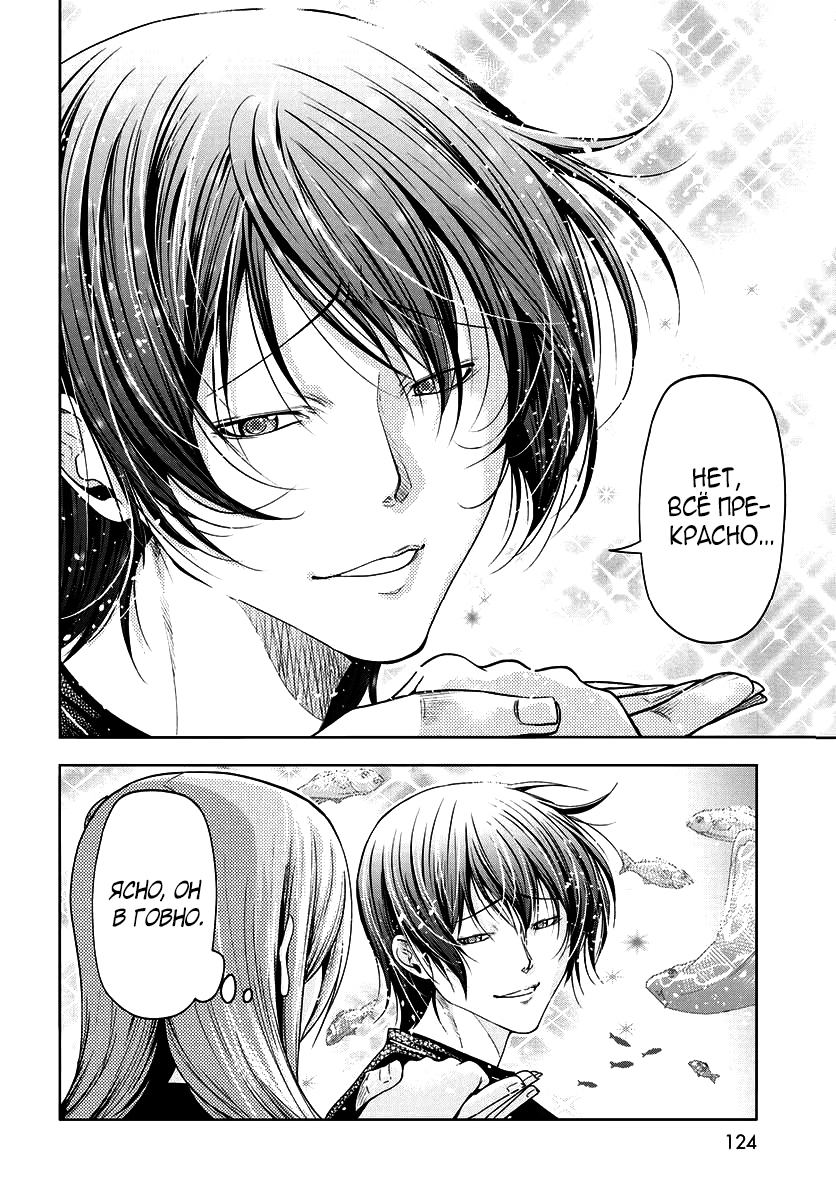 НЕТ,
ВСЁ ПРЕ-
КРАСНО...
ЯСНО, ОН
В ГОВНО.
124